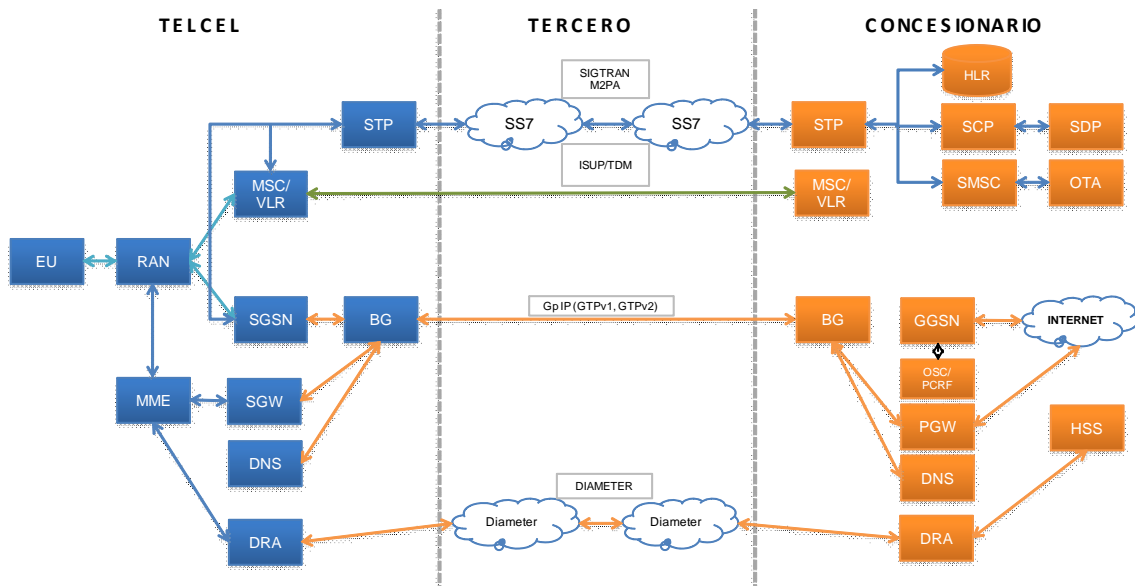 TELCEL
TERCERO
CONCESIONARIO
SIGTRAN
M2PA
HLR
STP
SS7
SS7
STP
SCP
SDP
ISUP/TDM
MSC/
VLR
MSC/
VLR
SMSC
OTA
EU
RAN
SGSN
BG
GpIP (GTPv1, GTPv2)
BG
GGSN
INTERNET
OSC/
PCRF
MME
SGW
PGW
HSS
DNS
DNS
DIAMETER
Diameter
Diameter
DRA
DRA